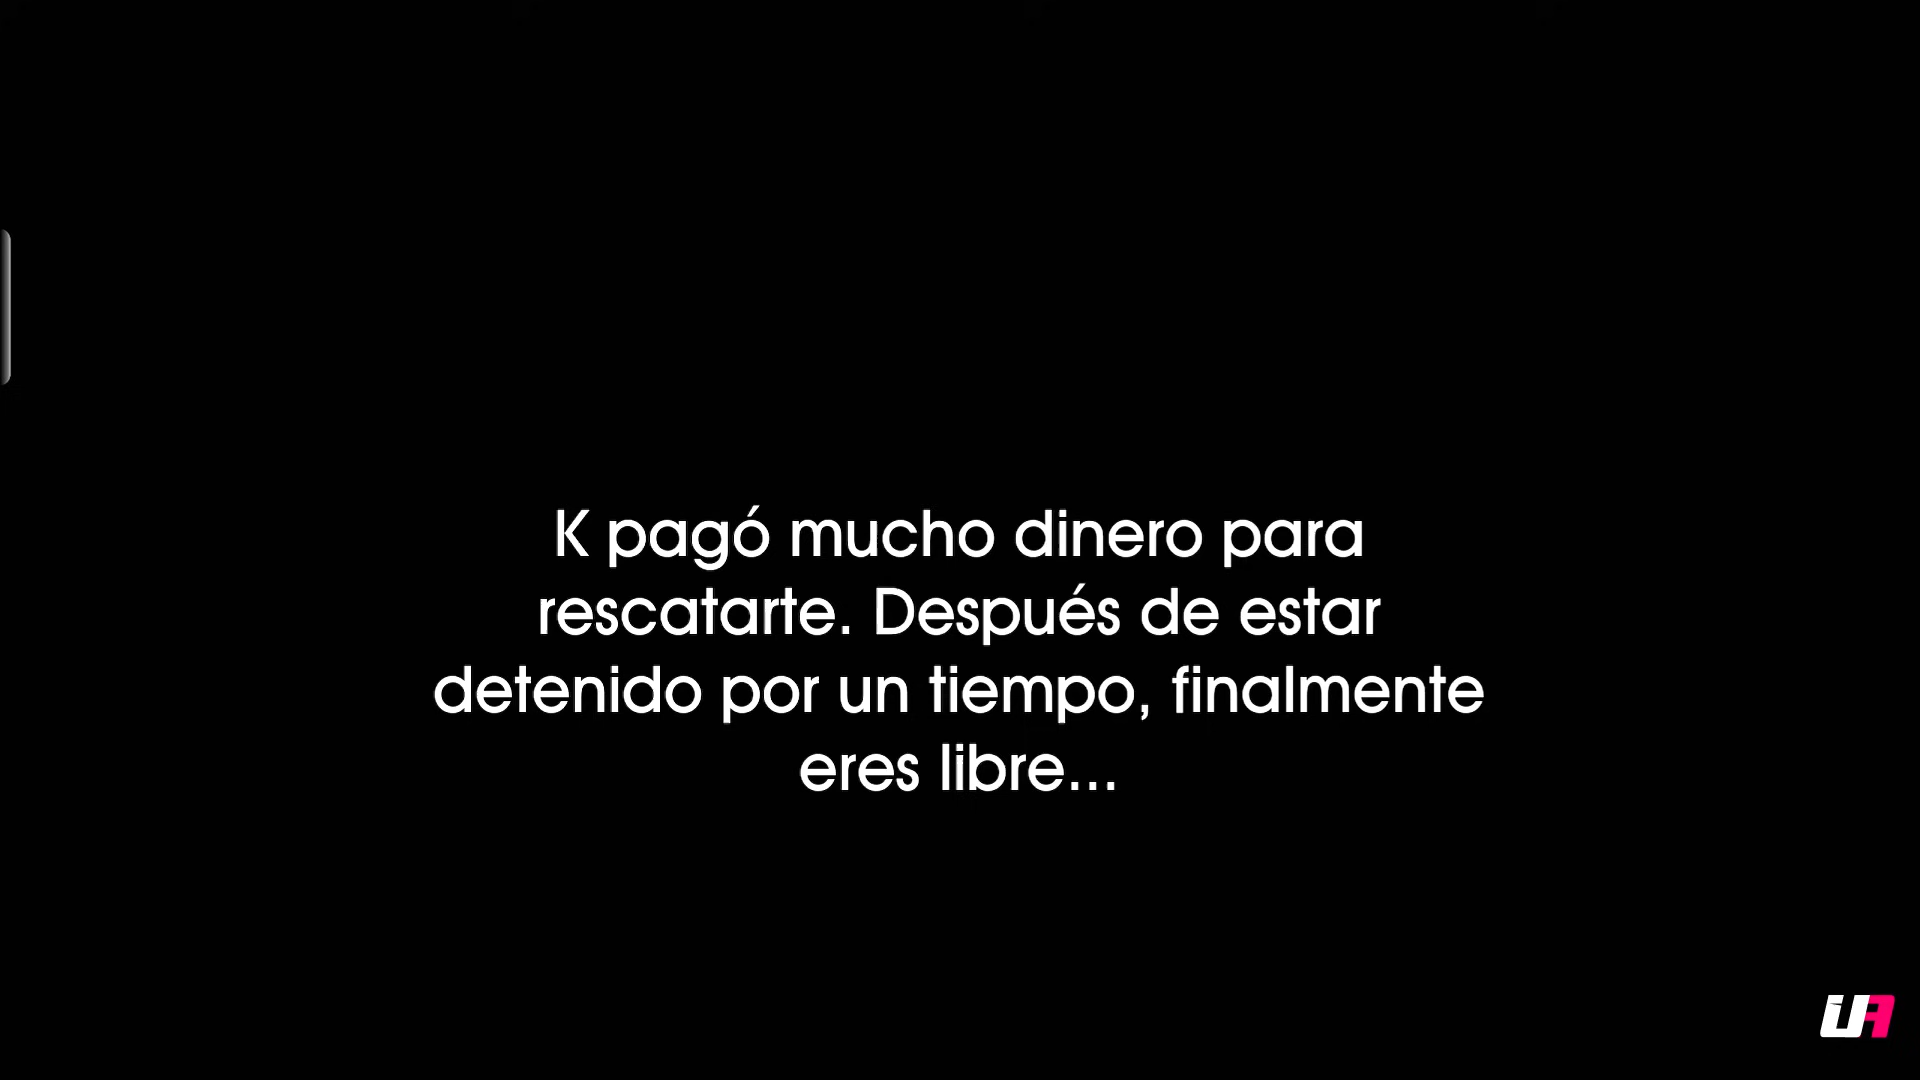 K pagó mucho dinero para
rescatarte. Después de estar
detenido por un tiempo, finalmente
eres libre...